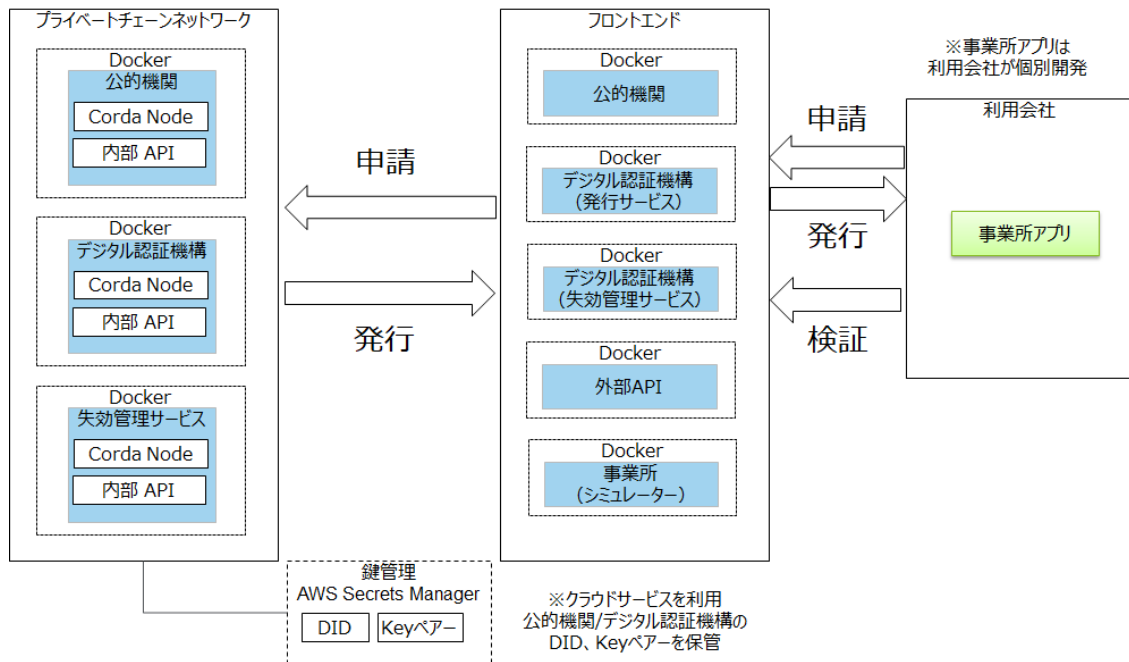 プライベートチェーンネットワーク
Docker
公的機関
Corda Node
内部 API
Docker
デジタル認証機構
Corda Node
内部 API
Docker
失効管理サービス
Corda Node
内部 API
申請
発行
鍵管理
AWS Secrets Manager
DID
Keyペアー
フロントエンド
Docker
公的機関
Docker
デジタル認証機構
(発行サービス)
Docker
デジタル認証機構
(失効管理サービス)
Docker
外部API
Docker
事業所
(シミュレーター)
※クラウドサービスを利用
公的機関/デジタル認証機構の
DID、Keyペアーを保管
申請
発行
検証
※事業所アプリは
利用会社が個別開発
利用会社
事業所アプリ